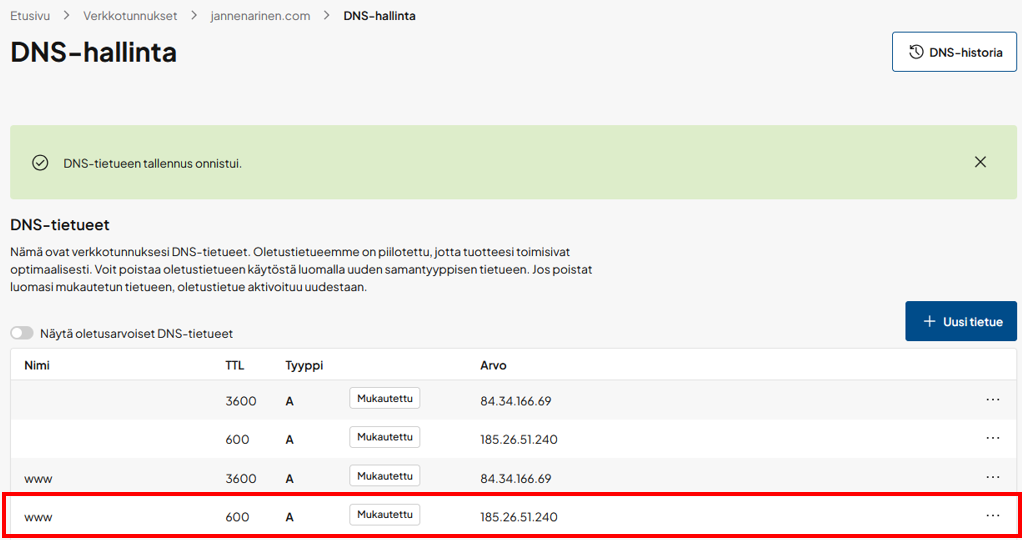 Etusivu > Verkkotunnukset > jannenarinen.com > DNS-hallinta
DNS-hallinta
DNS-historia
DNS-tietueen tallennus onnistui.
DNS-tietueet
Nämä ovat verkkotunnuksesi DNS-tietueet. Oletustietueemme on piilotettu, jotta tuotteesi toimisivat
optimaalisesti. Voit poistaa oletustietueen käytöstä luomalla uuden samantyyppisen tietueen. Jos poistat
luomasi mukautetun tietueen, oletustietue aktivoituu uudestaan.
+ Uusi tietue
Näytä oletusarvoiset DNS-tietueet
Nimi TTL Tyyppi Arvo
3600 A Mukautettu 84.34.166.69 ...
600 A Mukautettu 185.26.51.240 ...
www 3600 A Mukautettu 84.34.166.69 ...
www 600 A Mukautettu 185.26.51.240 ...